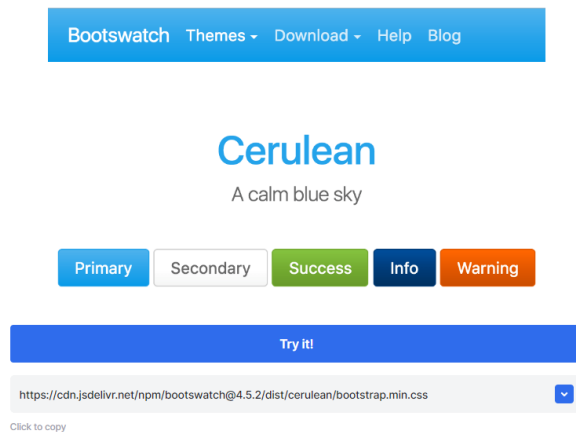 Bootswatch Themes Download Help Blog
Cerulean
A calm blue sky
Primary Secondary Success Info Warning
Try it!
https://cdn.jsdelivr.net/npm/bootswatch@4.5.2/dist/cerulean/bootstrap.min.css
Click to copy